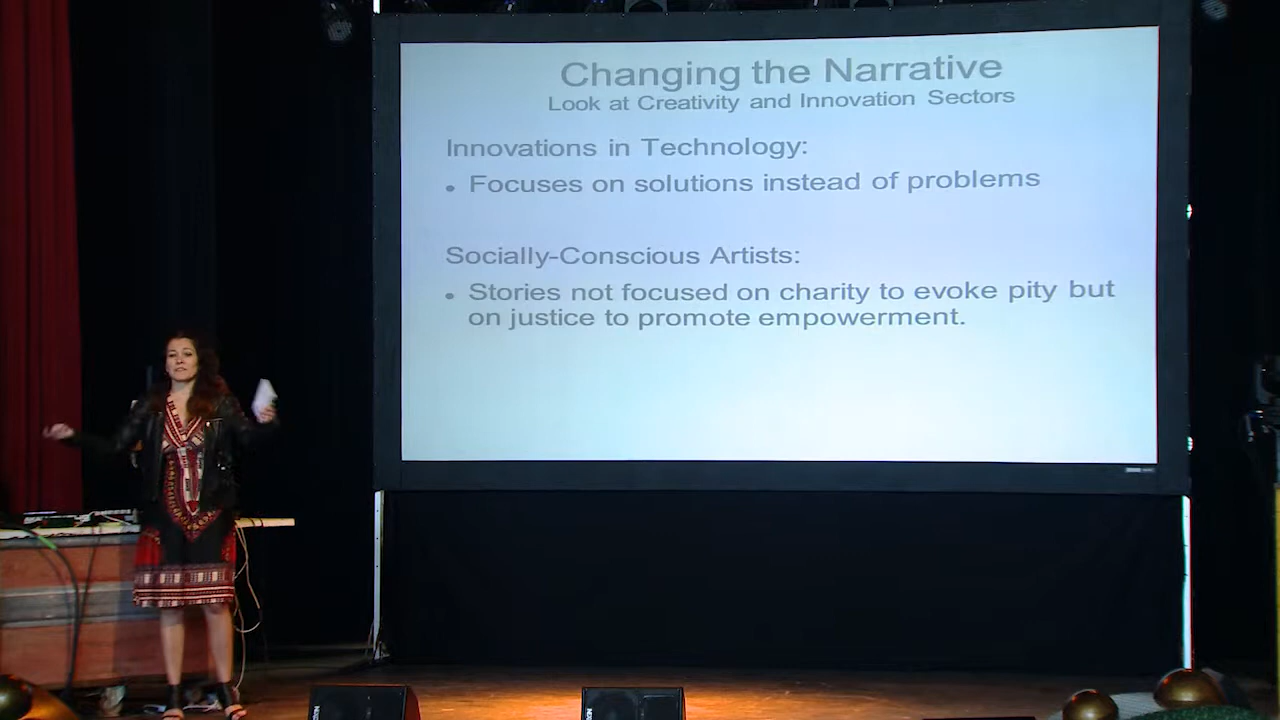 Changing the Narrative
Look at Creativity and Innovation Sectors
Innovations in Technology:
• Focuses on solutions instead of problems
Socially-Conscious Artists:
• Stories not focused on charity to evoke pity but
on justice to promote empowerment.